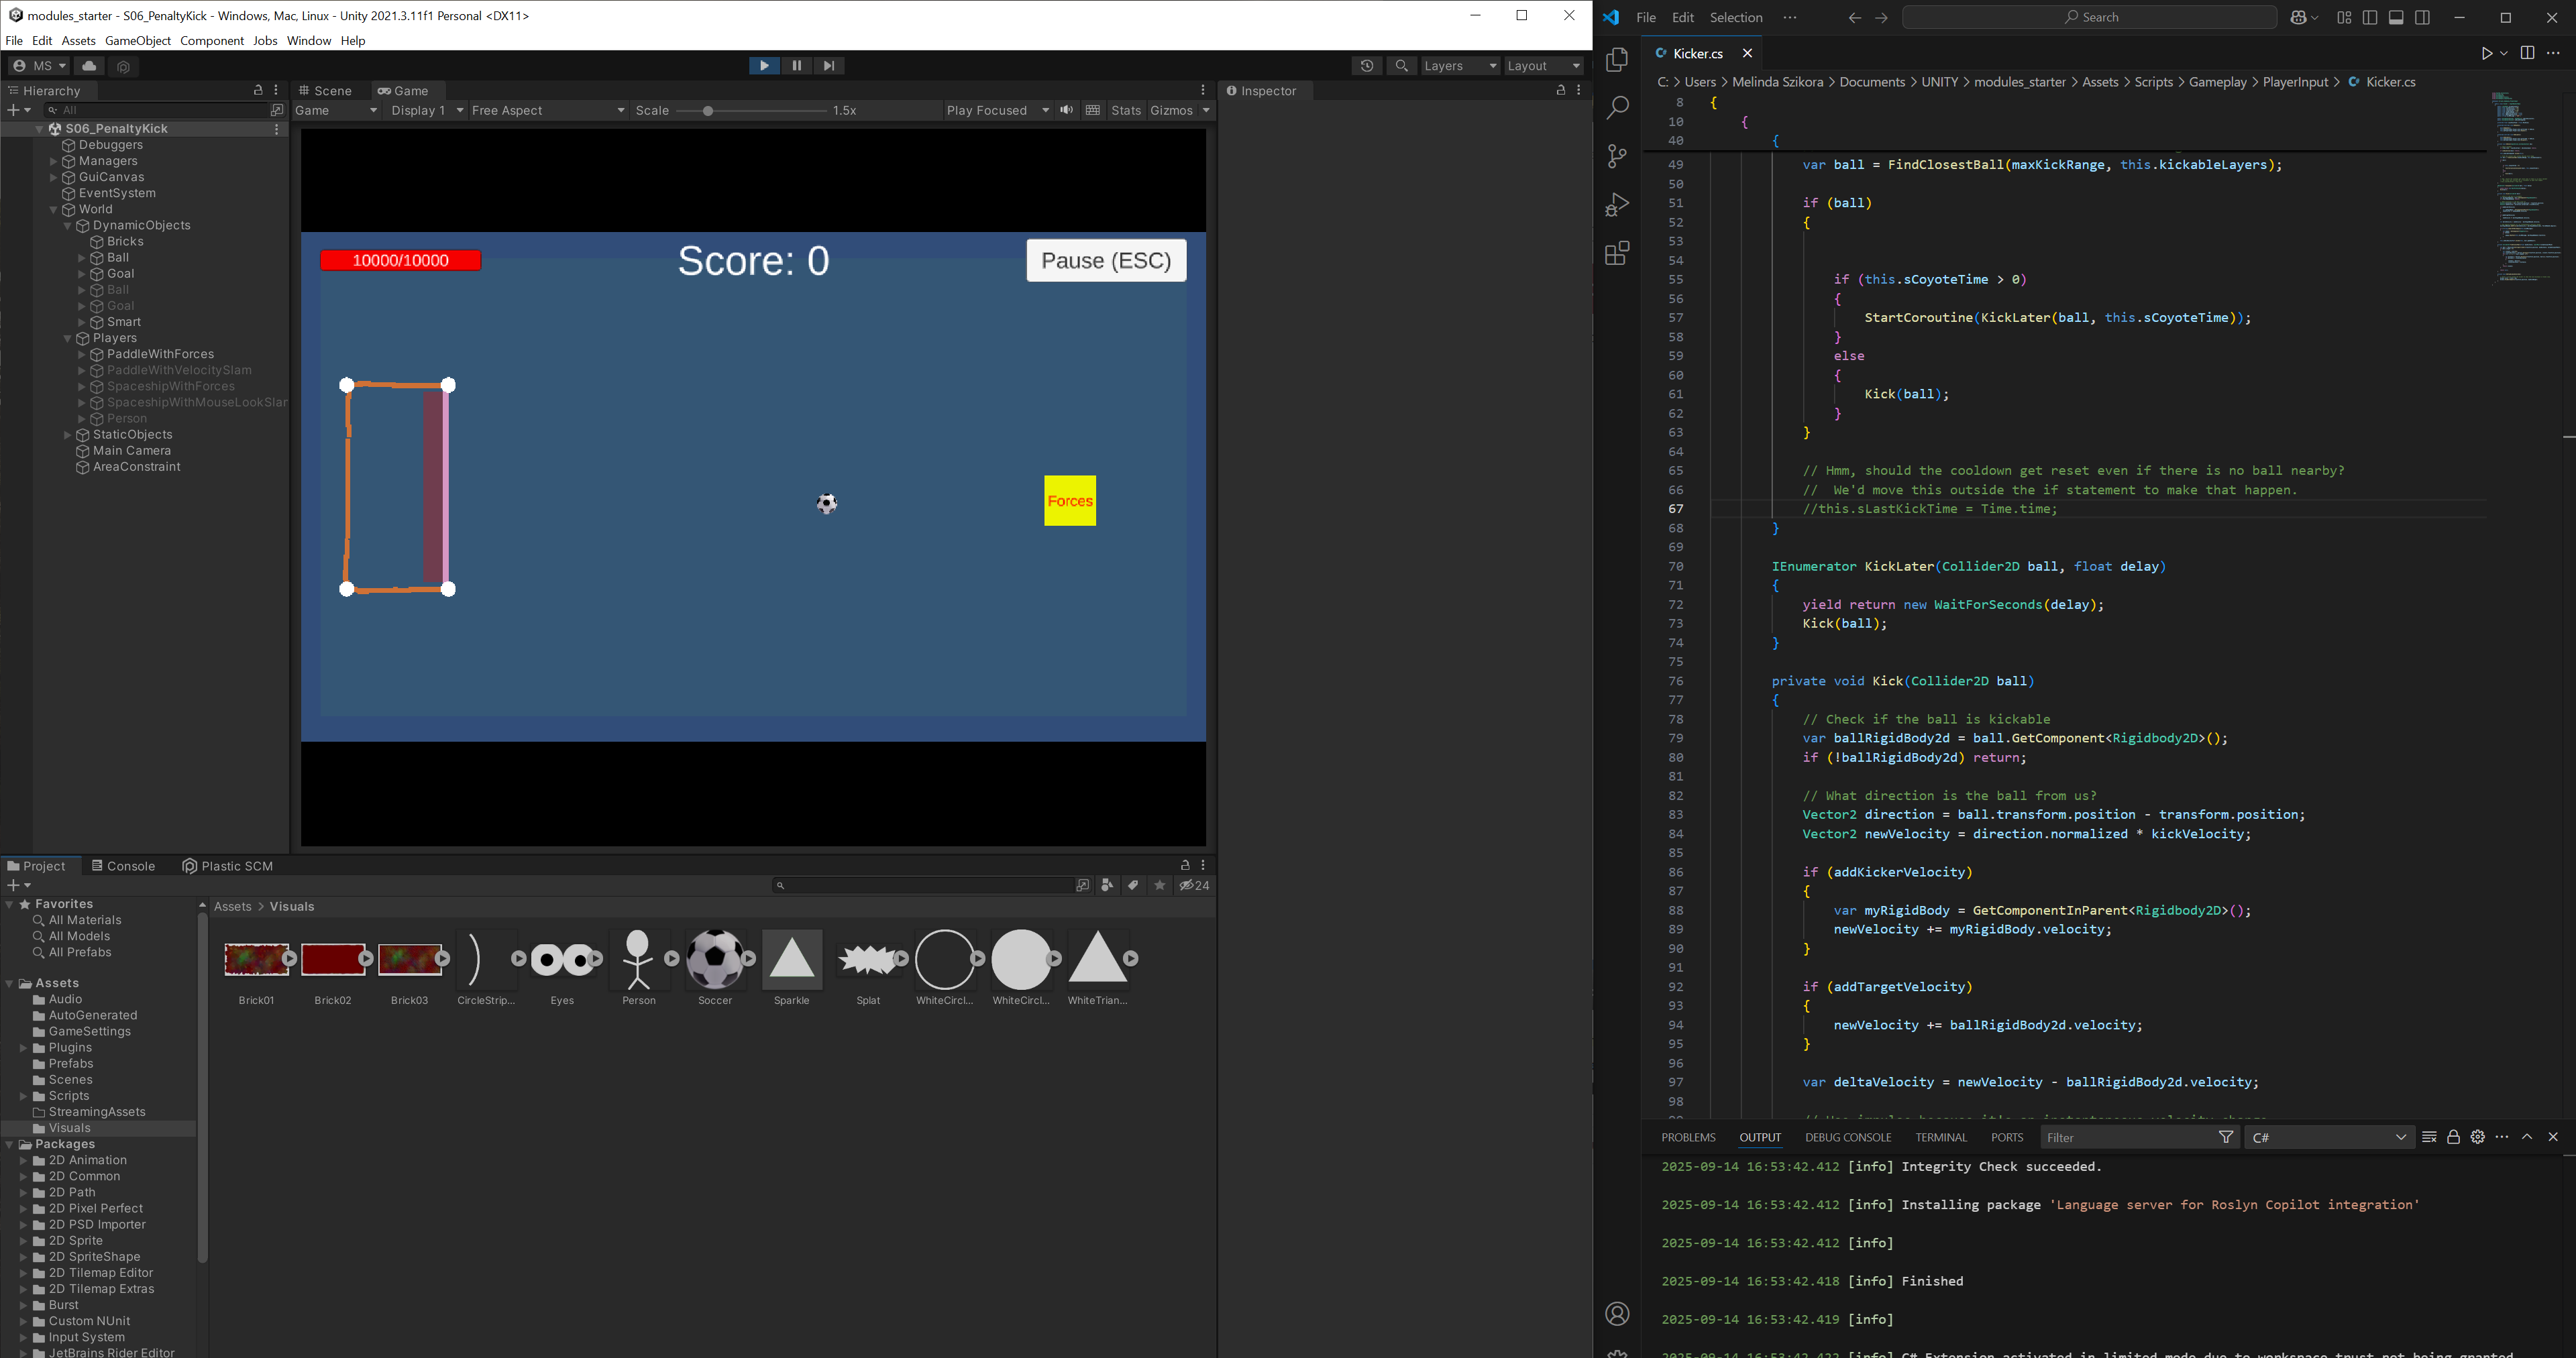 modules_starter - S06_PenaltyKick - Windows, Mac, Linux - Unity 2021.3.11f1 Personal <DX11>
File Edit Assets GameObject Component Jobs Window Help
MS
Layers Layout
Hierarchy
All
S06_PenaltyKick
Debuggers
Managers
GuiCanvas
EventSystem
World
DynamicObjects
Bricks
Ball
Goal
Ball
Goal
Smart
Players
PaddleWithForces
PaddleWithVelocitySlam
SpaceshipWithForces
SpaceshipWithMouseLookSlar
Person
StaticObjects
Main Camera
AreaConstraint
Scene Game
Game Display 1 Free Aspect Scale 1.5x Play Focused Stats Gizmos
10000/10000 Score: 0 Pause (ESC)
Forces
Inspector
Project Console Plastic SCM
24
Favorites
All Materials
All Models
All Prefabs
Assets
Audio
AutoGenerated
GameSettings
Plugins
Prefabs
Scenes
Scripts
StreamingAssets
Visuals
Packages
2D Animation
2D Common
2D Path
2D Pixel Perfect
2D PSD Importer
2D Sprite
2D SpriteShape
2D Tilemap Editor
2D Tilemap Extras
Burst
Custom NUnit
Input System
JetBrains Rider Editor
Assets > Visuals
Brick01 Brick02 Brick03 CircleStrip... Eyes Person Soccer Sparkle Splat WhiteCircl... WhiteCircl... WhiteTrian...
File Edit Selection ... Search
Kicker.cs
C: > Users > Melinda Szikora > Documents > UNITY > modules_starter > Assets > Scripts > Gameplay > PlayerInput > Kicker.cs
8 {
10 {
40 {
49 var ball = FindClosestBall(maxKickRange, this.kickableLayers);
50
51 if (ball)
52 {
53
54
55 if (this.sCoyoteTime > 0)
56 {
57 StartCoroutine(KickLater(ball, this.sCoyoteTime));
58 }
59 else
60 {
61 Kick(ball);
62 }
63 }
64
65 // Hmm, should the cooldown get reset even if there is no ball nearby?
66 //  We'd move this outside the if statement to make that happen.
67 //this.sLastKickTime = Time.time;
68 }
69
70 IEnumerator KickLater(Collider2D ball, float delay)
71 {
72 yield return new WaitForSeconds(delay);
73 Kick(ball);
74 }
75
76 private void Kick(Collider2D ball)
77 {
78 // Check if the ball is kickable
79 var ballRigidBody2d = ball.GetComponent<Rigidbody2D>();
80 if (!ballRigidBody2d) return;
81
82 // What direction is the ball from us?
83 Vector2 direction = ball.transform.position - transform.position;
84 Vector2 newVelocity = direction.normalized * kickVelocity;
85
86 if (addKickerVelocity)
87 {
88 var myRigidBody = GetComponentInParent<Rigidbody2D>();
89 newVelocity += myRigidBody.velocity;
90 }
91
92 if (addTargetVelocity)
93 {
94 newVelocity += ballRigidBody2d.velocity;
95 }
96
97 var deltaVelocity = newVelocity - ballRigidBody2d.velocity;
98
PROBLEMS OUTPUT DEBUG CONSOLE TERMINAL PORTS Filter C#
2025-09-14 16:53:42.412 [info] Integrity Check succeeded.
2025-09-14 16:53:42.412 [info] Installing package 'Language server for Roslyn Copilot integration'
2025-09-14 16:53:42.412 [info]
2025-09-14 16:53:42.418 [info] Finished
2025-09-14 16:53:42.419 [info]
2025-09-14 16:53:42.422 [info] C# Extension activated in limited mode due to workspace trust not being granted